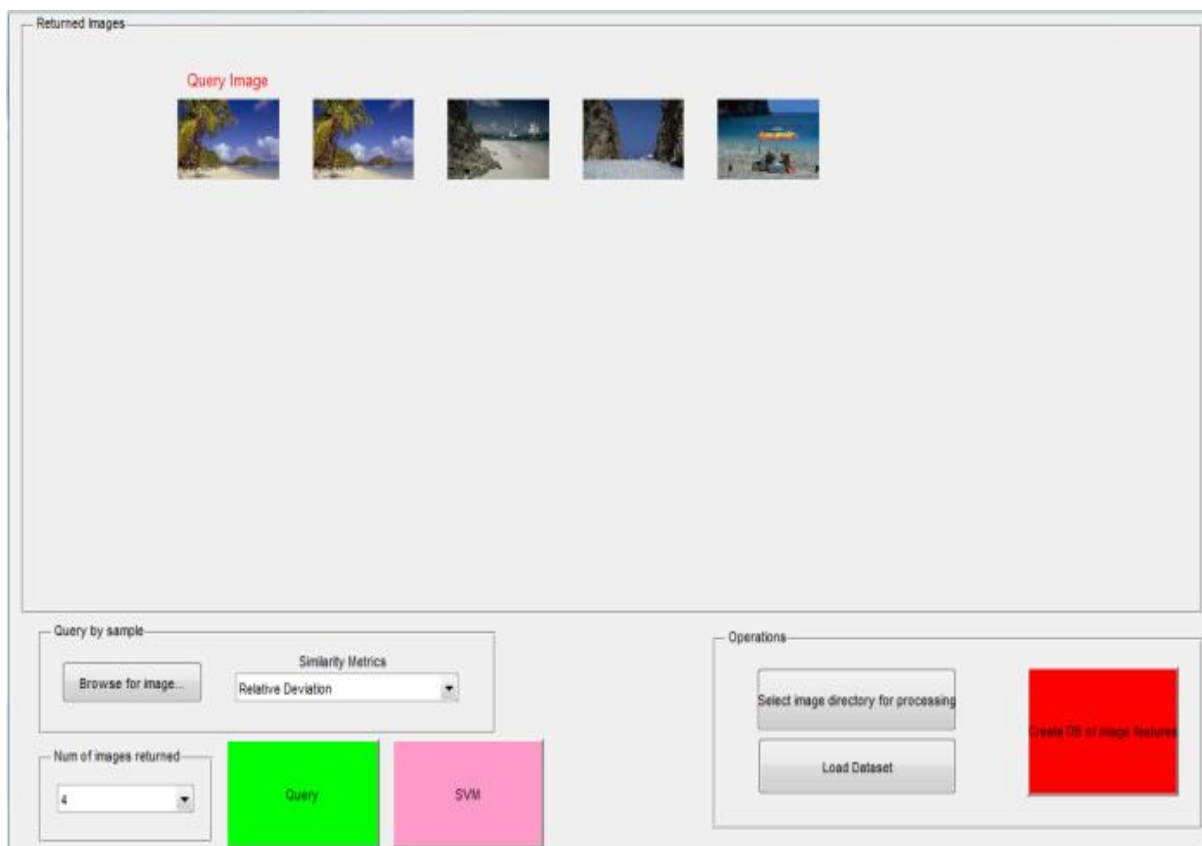 Returned Images
Query Image
Query by sample
Browse for image...
Similarity Metrics
Relative Deviation
Num of images returned
4
Query
SVM
Operations
Select image directory for processing
Load Dataset
Create DB of image features